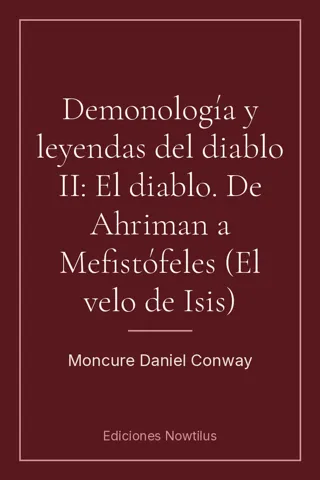 Demonología y
leyendas del diablo
II: El diablo. De
Ahriman a
Mefistófeles (El
velo de Isis)
Moncure Daniel Conway
Ediciones Nowtilus